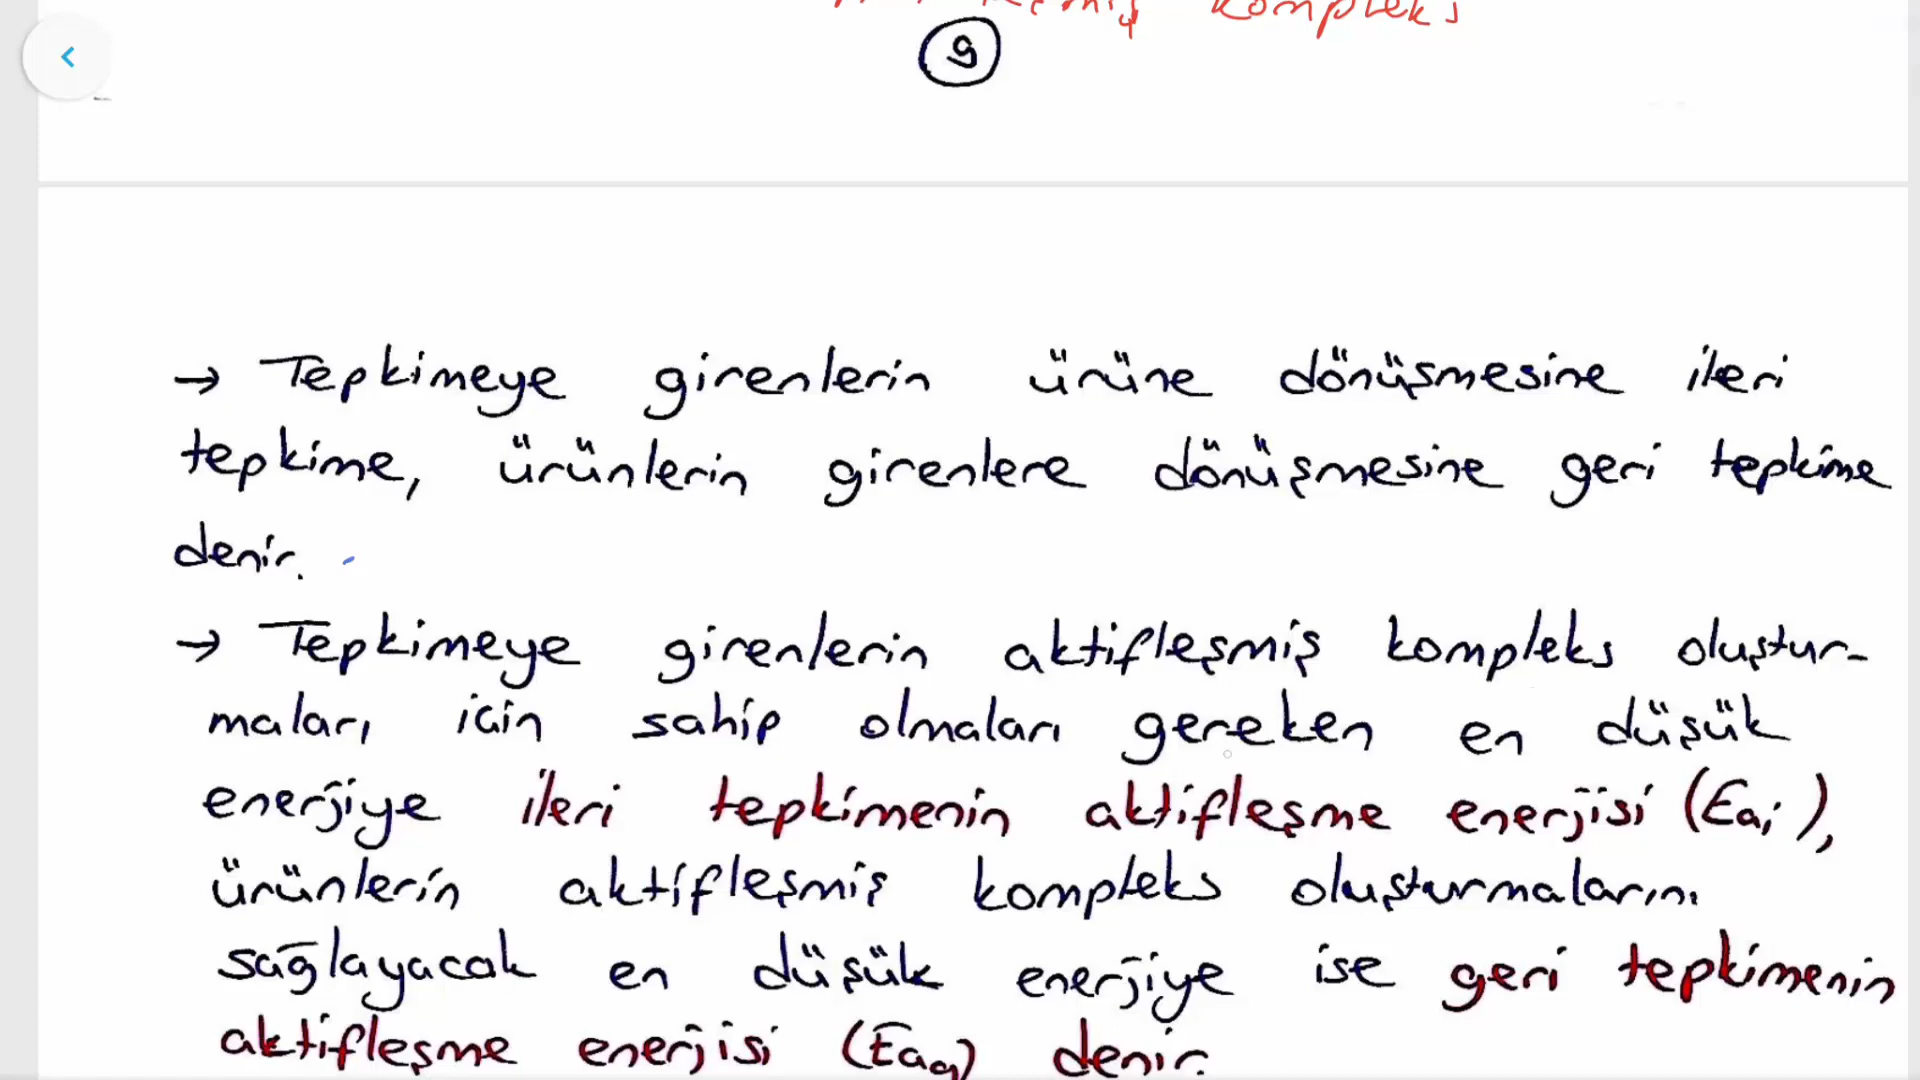 kompleks
9
→ Tepkimeye girenlerin ürüne dönüşmesine ileri
tepkime, ürünlerin girenlere dönüşmesine geri tepkime
denir.
→ Tepkimeye girenlerin aktifleşmiş kompleks oluştur-
maları için sahip olmaları gereken en düşük
enerjiye ileri tepkimenin aktifleşme enerjisi (Eai),
ürünlerin aktifleşmiş kompleks oluşturmalarını
sağlayacak en düşük enerjiye ise geri tepkimenin
aktifleşme enerjisi (Eag) denir.